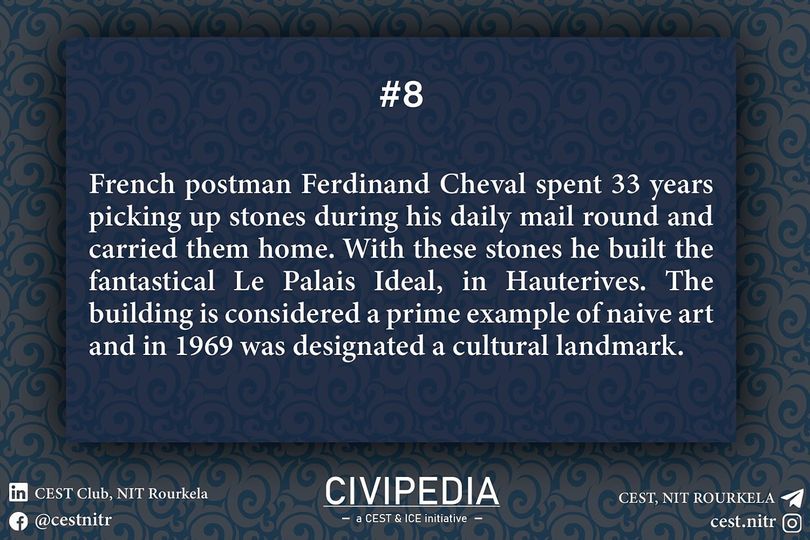 #8
French postman Ferdinand Cheval spent 33 years
picking up stones during his daily mail round and
carried them home. With these stones he built the
fantastical Le Palais Ideal, in Hauterives. The
building is considered a prime example of naive art
and in 1969 was designated a cultural landmark.
CEST Club, NIT Rourkela
@cestnitr
CIVIPEDIA
– a CEST & ICE initiative –
CEST, NIT ROURKELA
cest.nitr